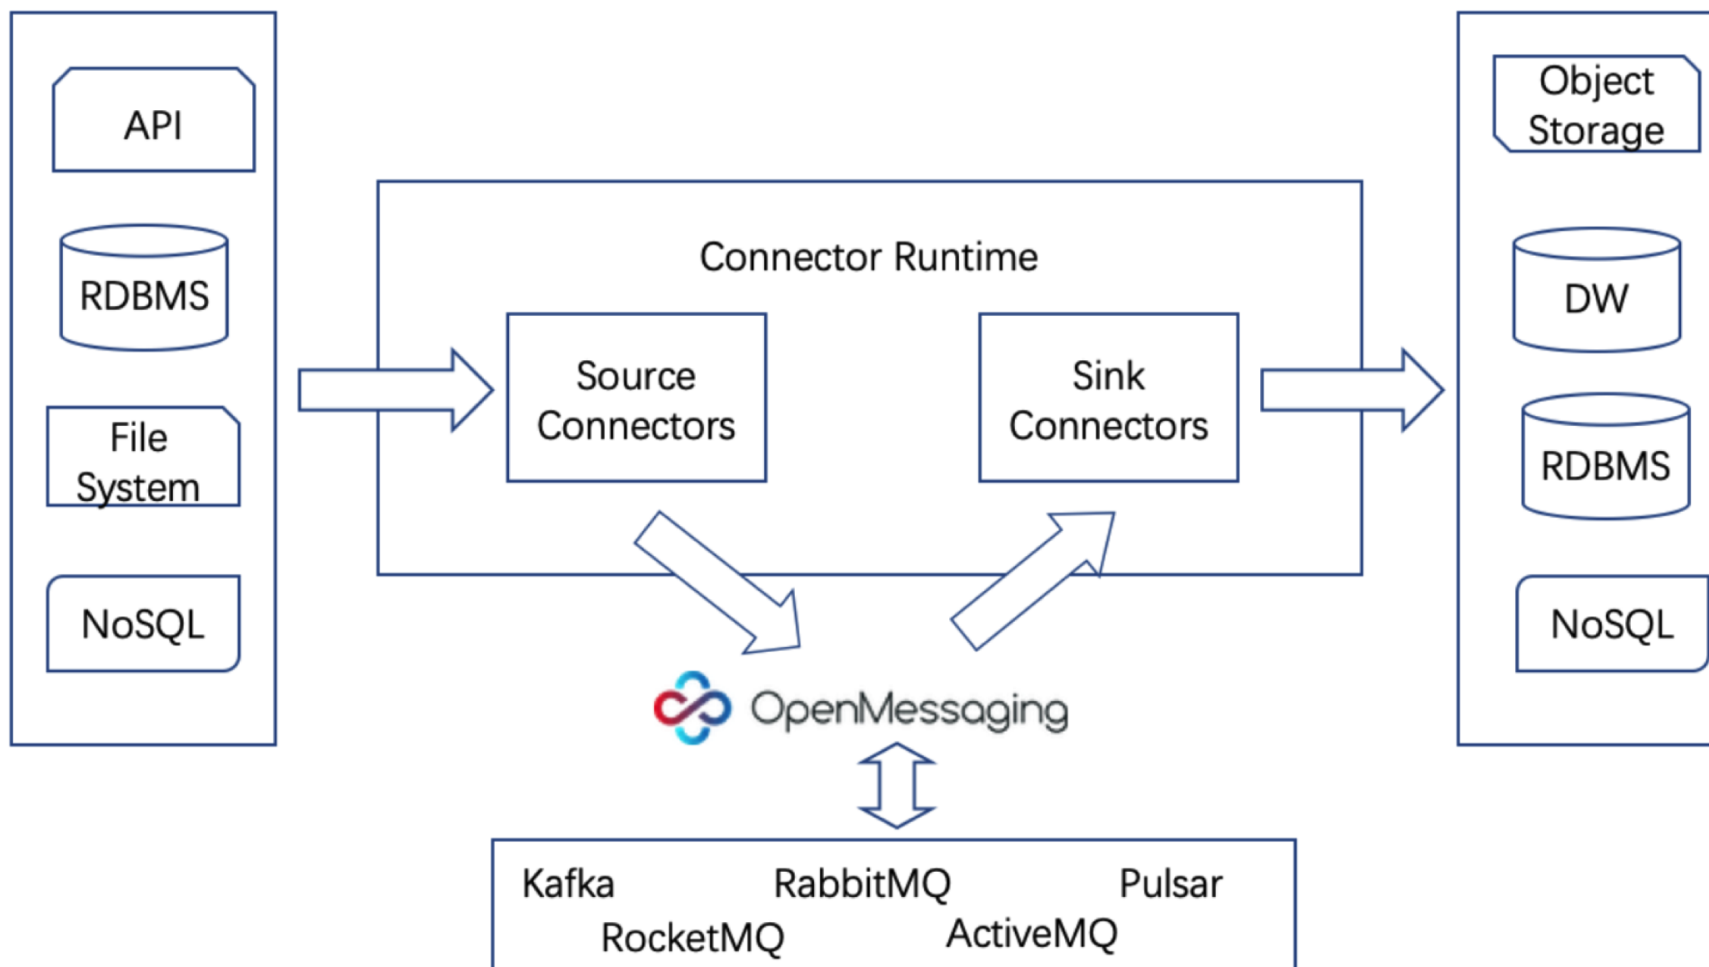 API
RDBMS
File
System
NoSQL
Connector Runtime
Source
Connectors
Sink
Connectors
OpenMessaging
Kafka
RabbitMQ
Pulsar
RocketMQ
ActiveMQ
Object
Storage
DW
RDBMS
NoSQL